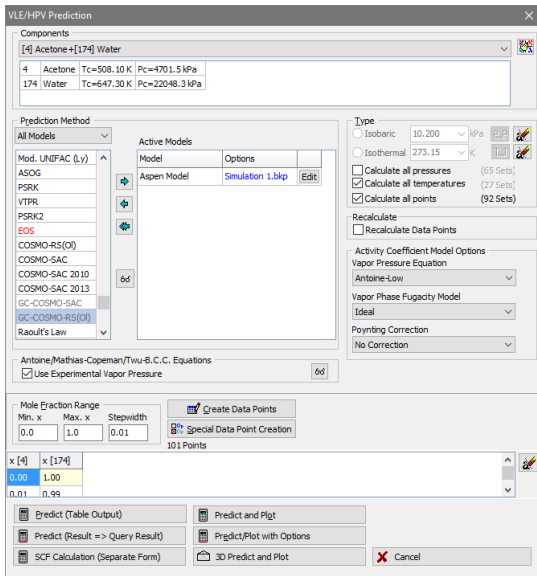 VLE/HPV Prediction
Components
[4] Acetone+[174] Water
4 Acetone Tc=508.10 K Pc=4701.5 kPa
174 Water Tc=647.30 K Pc=22048.3 kPa
Prediction Method
All Models
Mod. UNIFAC (Ly)
ASOG
PSRK
VTPR
PSRK2
EOS
COSMO-RS(Ol)
COSMO-SAC
COSMO-SAC 2010
COSMO-SAC 2013
GC-COSMO-SAC
GC-COSMO-RS(Ol)
Raoult's Law
Active Models
Model Options
Aspen Model Simulation 1.bkp Edit
Type
Isobaric 10.200 kPa
Isothermal 273.15 K
Calculate all pressures (65 Sets)
Calculate all temperatures (27 Sets)
Calculate all points (92 Sets)
Recalculate
Recalculate Data Points
Activity Coefficient Model Options
Vapor Pressure Equation
Antoine-Low
Vapor Phase Fugacity Model
Ideal
Poynting Correction
No Correction
Antoine/Mathias-Copeman/Twu-B.C.C. Equations
Use Experimental Vapor Pressure
Mole Fraction Range
Min. x Max. x Stepwidth
0.0 1.0 0.01
Create Data Points
Special Data Point Creation
101 Points
x [4] x [174]
0.00 1.00
0.01 0.99
Predict (Table Output)
Predict and Plot
Predict (Result => Query Result)
Predict/Plot with Options
SCF Calculation (Separate Form)
3D Predict and Plot
Cancel